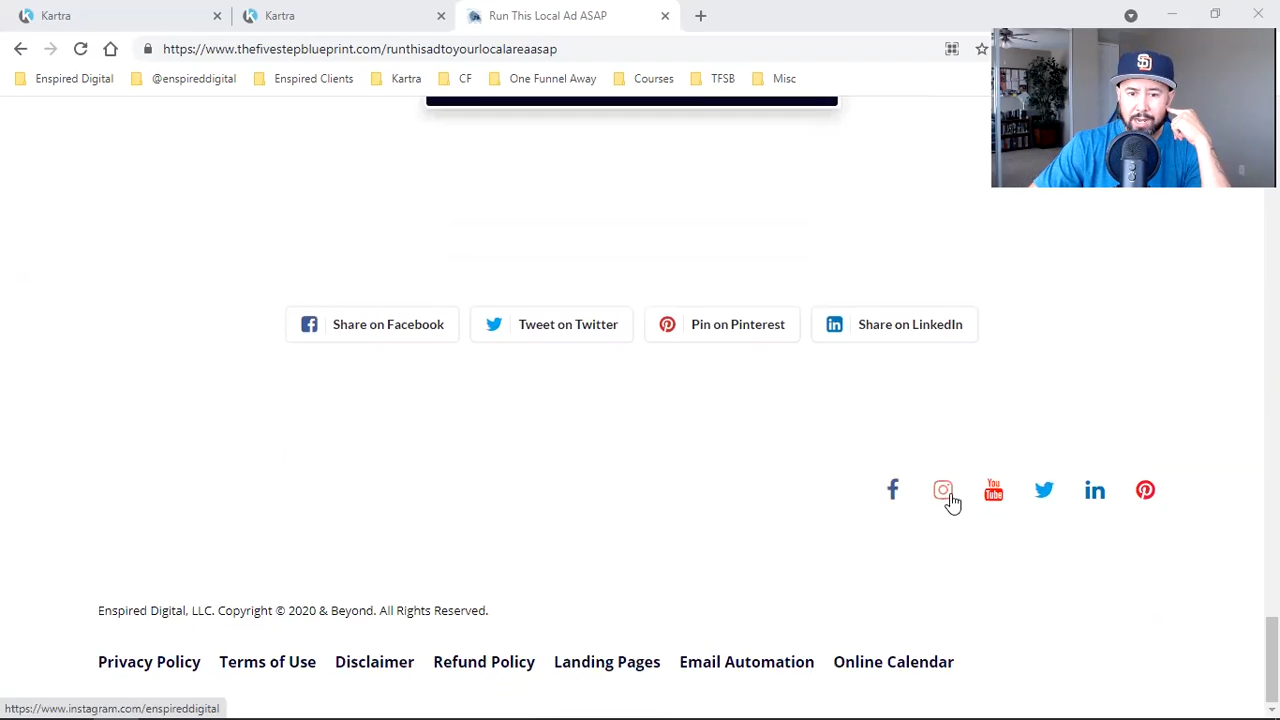 Kartra
Kartra
Run This Local Ad ASAP
https://www.thefivestepblueprint.com/runthisadtoyourlocalareaasap
Enspired Digital
@enspireddigital
Enspired Clients
Kartra
CF
One Funnel Away
Courses
TFSB
Misc
SD
Share on Facebook
Tweet on Twitter
Pin on Pinterest
Share on LinkedIn
You
Tube
Enspired Digital, LLC. Copyright © 2020 & Beyond. All Rights Reserved.
Privacy Policy
Terms of Use
Disclaimer
Refund Policy
Landing Pages
Email Automation
Online Calendar
https://www.instagram.com/enspireddigital